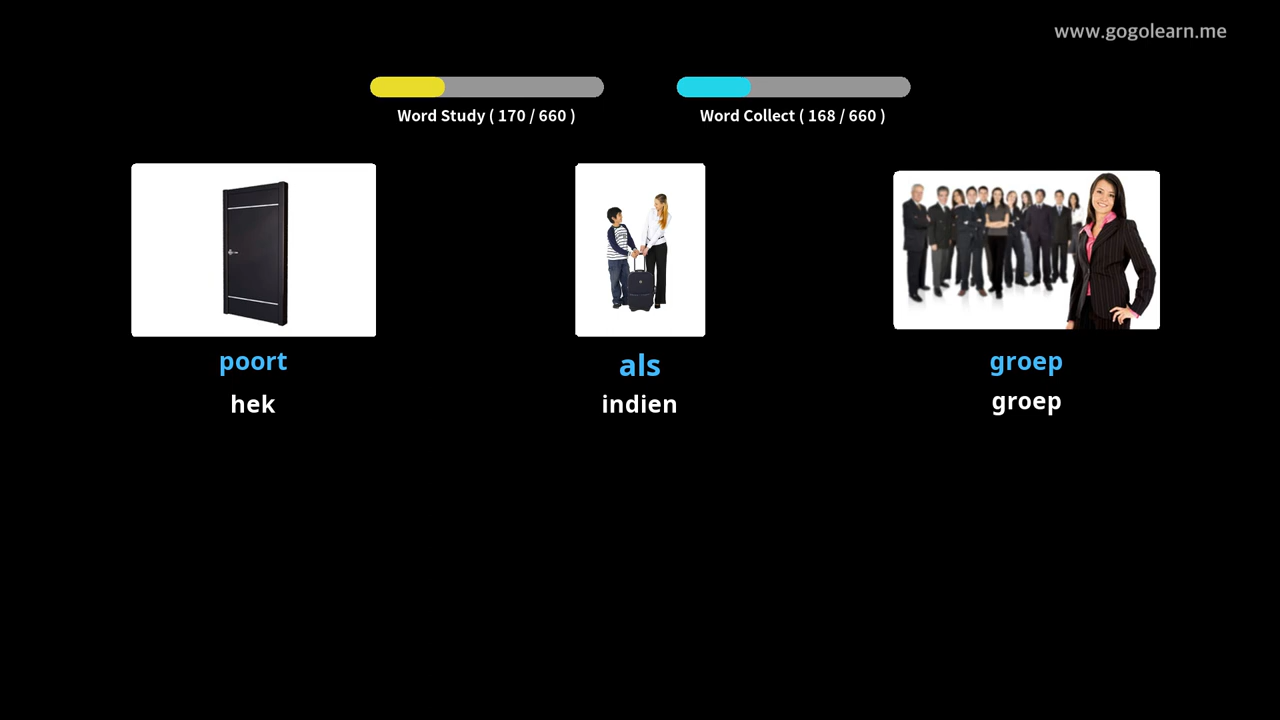 www.gogolearn.me
Word Study ( 170 / 660 )
Word Collect ( 168 / 660 )
poort
als
groep
hek
indien
groep